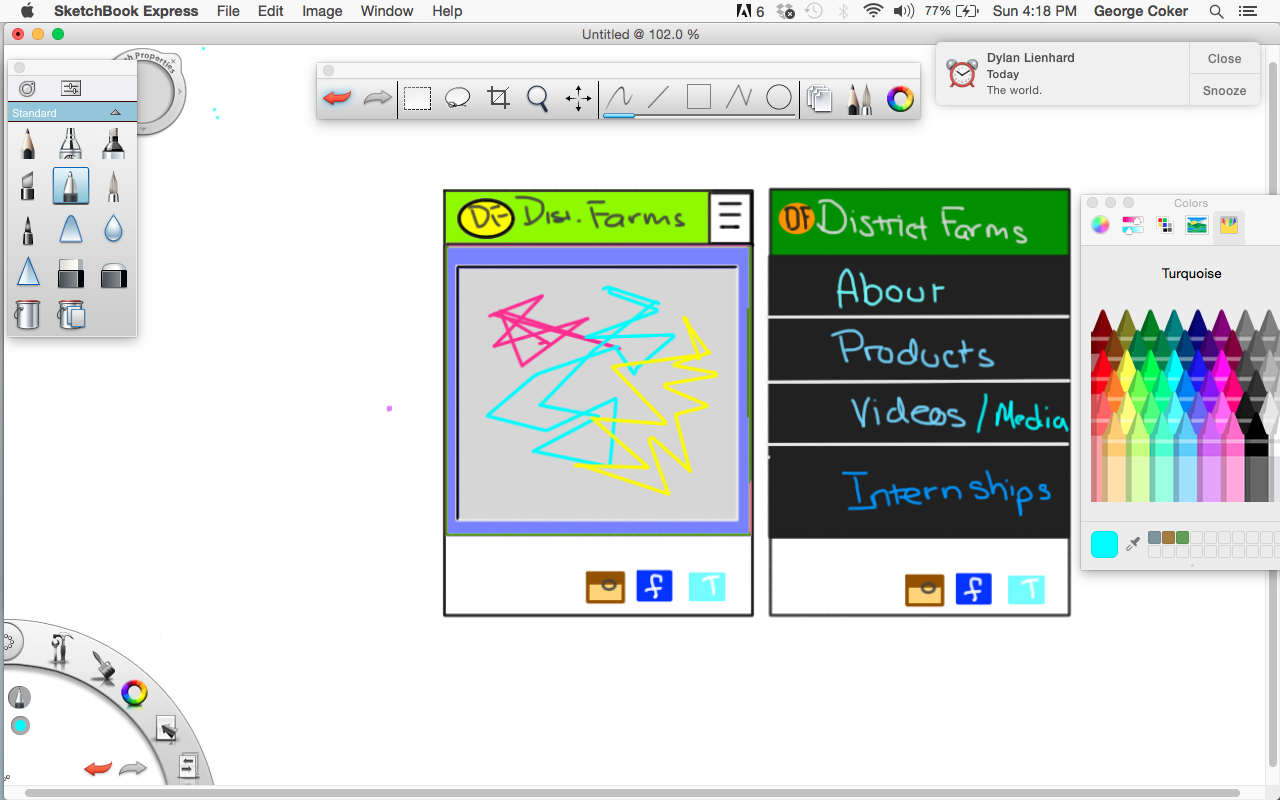 SketchBook Express File Edit Image Window Help 6 77% Sun 4:18 PM George Coker
Untitled @ 102.0 %
Dylan Lienhard
Today
The world.
Close
Snooze
Properties
Standard
DF Dist. Farms
DF District Farms
About
Products
Videos / Media
Internships
f T
f T
Colors
Turquoise